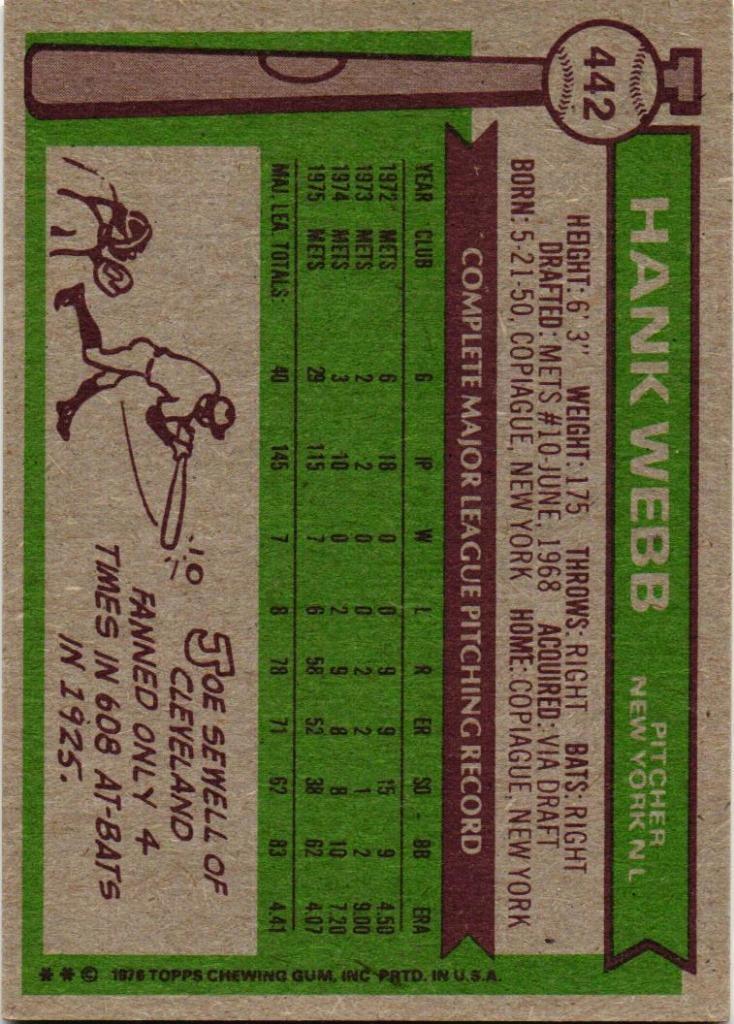 442
HANK WEBB
PITCHER
NEW YORK N L
HEIGHT: 6' 3" WEIGHT: 175 THROWS: RIGHT BATS: RIGHT
DRAFTED: METS #10-JUNE, 1968 ACQUIRED: VIA DRAFT
BORN: 5-21-50, COPIAGUE, NEW YORK HOME: COPIAGUE, NEW YORK
COMPLETE MAJOR LEAGUE PITCHING RECORD
YEAR CLUB G IP W L R ER SO BB ERA
1972 METS 6 18 0 0 9 9 15 9 4.50
1973 METS 2 2 0 0 2 2 1 2 9.00
1974 METS 3 10 0 2 9 8 8 10 7.20
1975 METS 29 115 7 6 58 52 38 62 4.07
MAJ. LEA. TOTALS: 40 145 7 8 78 71 62 83 4.41
JOE SEWELL OF
CLEVELAND
FANNED ONLY 4
TIMES IN 608 AT-BATS
IN 1925.
* * © 1976 TOPPS CHEWING GUM, INC PRTD. IN U.S.A.